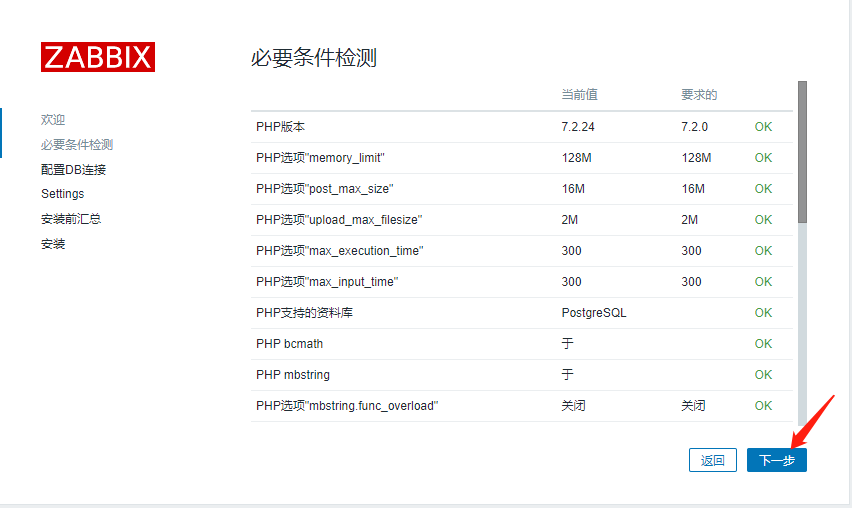 ZABBIX
必要条件检测
欢迎
必要条件检测
配置DB连接
Settings
安装前汇总
安装
当前值 要求的
PHP版本 7.2.24 7.2.0 OK
PHP选项"memory_limit" 128M 128M OK
PHP选项"post_max_size" 16M 16M OK
PHP选项"upload_max_filesize" 2M 2M OK
PHP选项"max_execution_time" 300 300 OK
PHP选项"max_input_time" 300 300 OK
PHP支持的资料库 PostgreSQL OK
PHP bcmath 于 OK
PHP mbstring 于 OK
PHP选项"mbstring.func_overload" 关闭 关闭 OK
返回 下一步